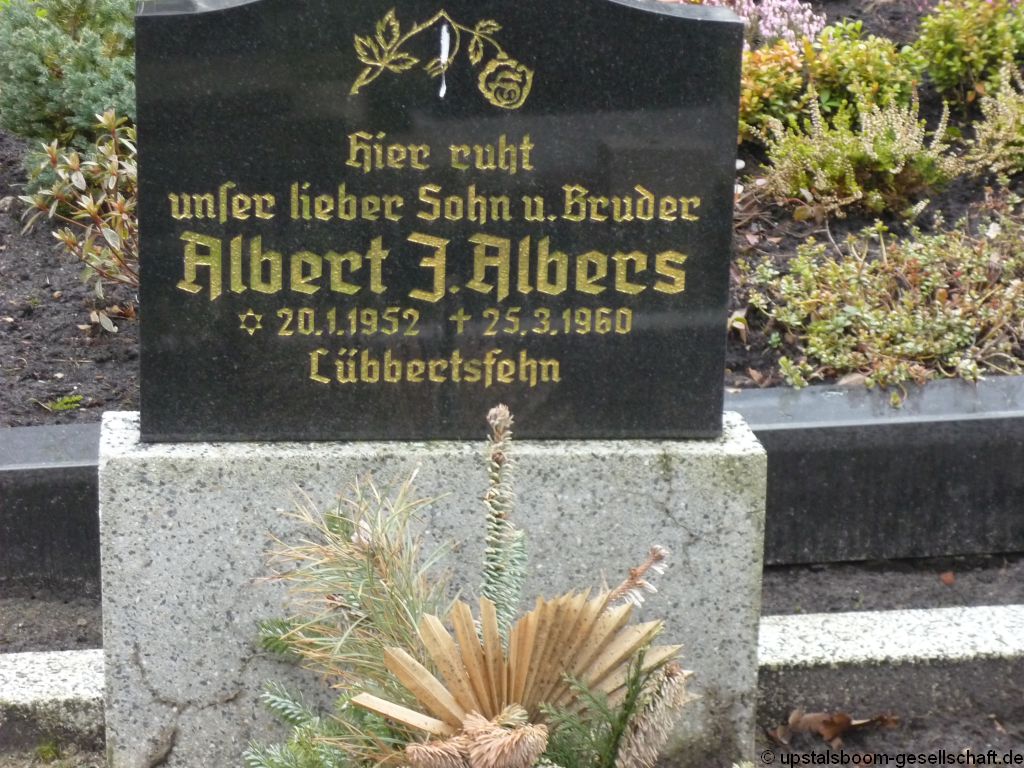 Hier ruht
unser lieber Sohn u. Bruder
Albert J. Albers
✡ 20.1.1952 ✝ 25.3.1960
Lübbertsfehn
© upstalsboom-gesellschaft.de